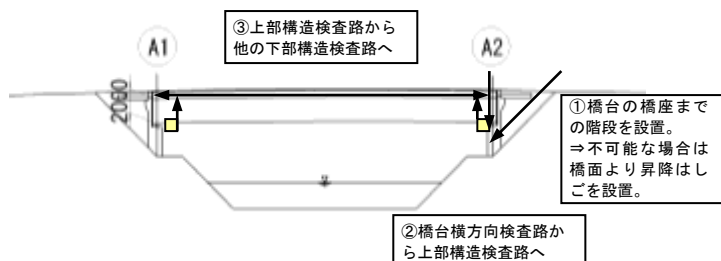 ③上部構造検査路から
他の下部構造検査路へ
A1
A2
2000
①橋台の橋座まで
の階段を設置。
⇒不可能な場合は
橋面より昇降はし
ごを設置。
②橋台横方向検査路か
ら上部構造検査路へ